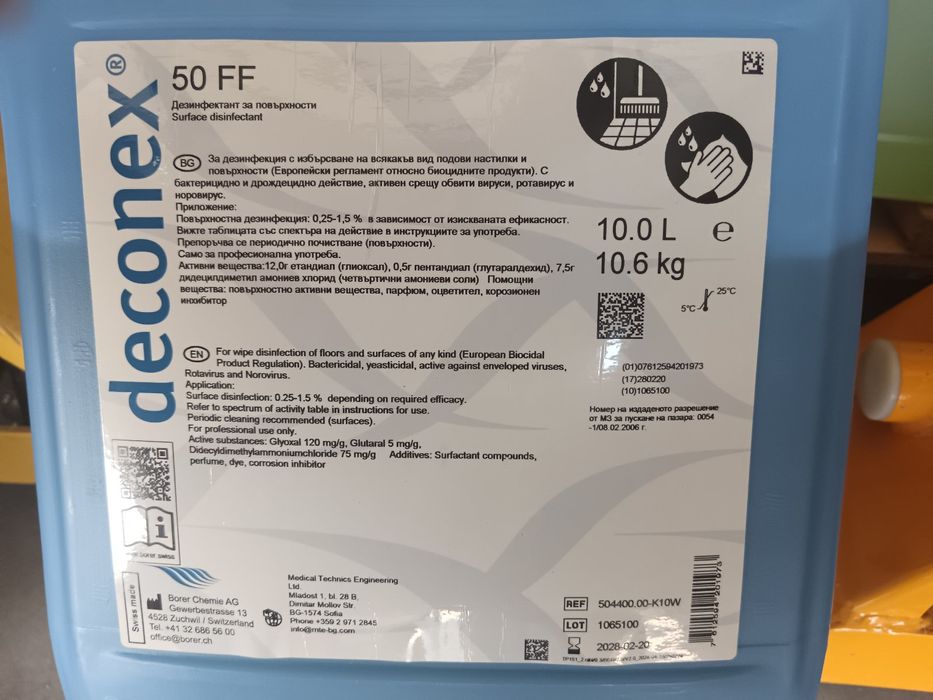 deconex®
50 FF
Дезинфектант за повърхности
Surface disinfectant
BG За дезинфекция с избърсване на всякакъв вид подови настилки и
повърхности (Европейски регламент относно биоцидните продукти). С
бактерицидно и дрождецидно действие, активен срещу обвити вируси, ротавирус и
норовирус.
Приложение:
Повърхностна дезинфекция: 0,25-1,5 % в зависимост от изискваната ефикасност.
Вижте таблицата със спектъра на действие в инструкциите за употреба.
Препоръчва се периодично почистване (повърхности).
Само за професионална употреба.
Активни вещества:12,0г етандиал (глиоксал), 0,5г пентандиал (глутаралдехид), 7,5г
дидецилдиметил амониев хлорид (четвъртични амониеви соли) Помощни
вещества: повърхностно активни вещества, парфюм, оцветител, корозионен
инхибитор
10.0 L e
10.6 kg
5°C 25°C
EN For wipe disinfection of floors and surfaces of any kind (European Biocidal
Product Regulation). Bactericidal, yeasticidal, active against enveloped viruses,
Rotavirus and Norovirus.
Application:
Surface disinfection: 0.25-1.5 % depending on required efficacy.
Refer to spectrum of activity table in instructions for use.
Periodic cleaning recommended (surfaces).
For professional use only.
Active substances: Glyoxal 120 mg/g, Glutaral 5 mg/g,
Didecyldimethylammoniumchloride 75 mg/g Additives: Surfactant compounds,
perfume, dye, corrosion inhibitor
(01)07612594201973
(17)280220
(10)1065100
Номер на издаденото разрешение
от МЗ за пускане на пазара: 0054
-1/08.02.2006 г.
borer.swiss
Swiss made
Borer Chemie AG
Gewerbestrasse 13
4528 Zuchwil / Switzerland
Tel. +41 32 686 56 00
office@borer.ch
Medical Technics Engineering
Ltd.
Mladost 1, bl. 28 B,
Dimitar Mollov Str.
BG-1574 Sofia
Phone +359 2 971 2845
info@mte-bg.com
REF 504400.00-K10W
LOT 1065100
2028-02-20
7612594201973